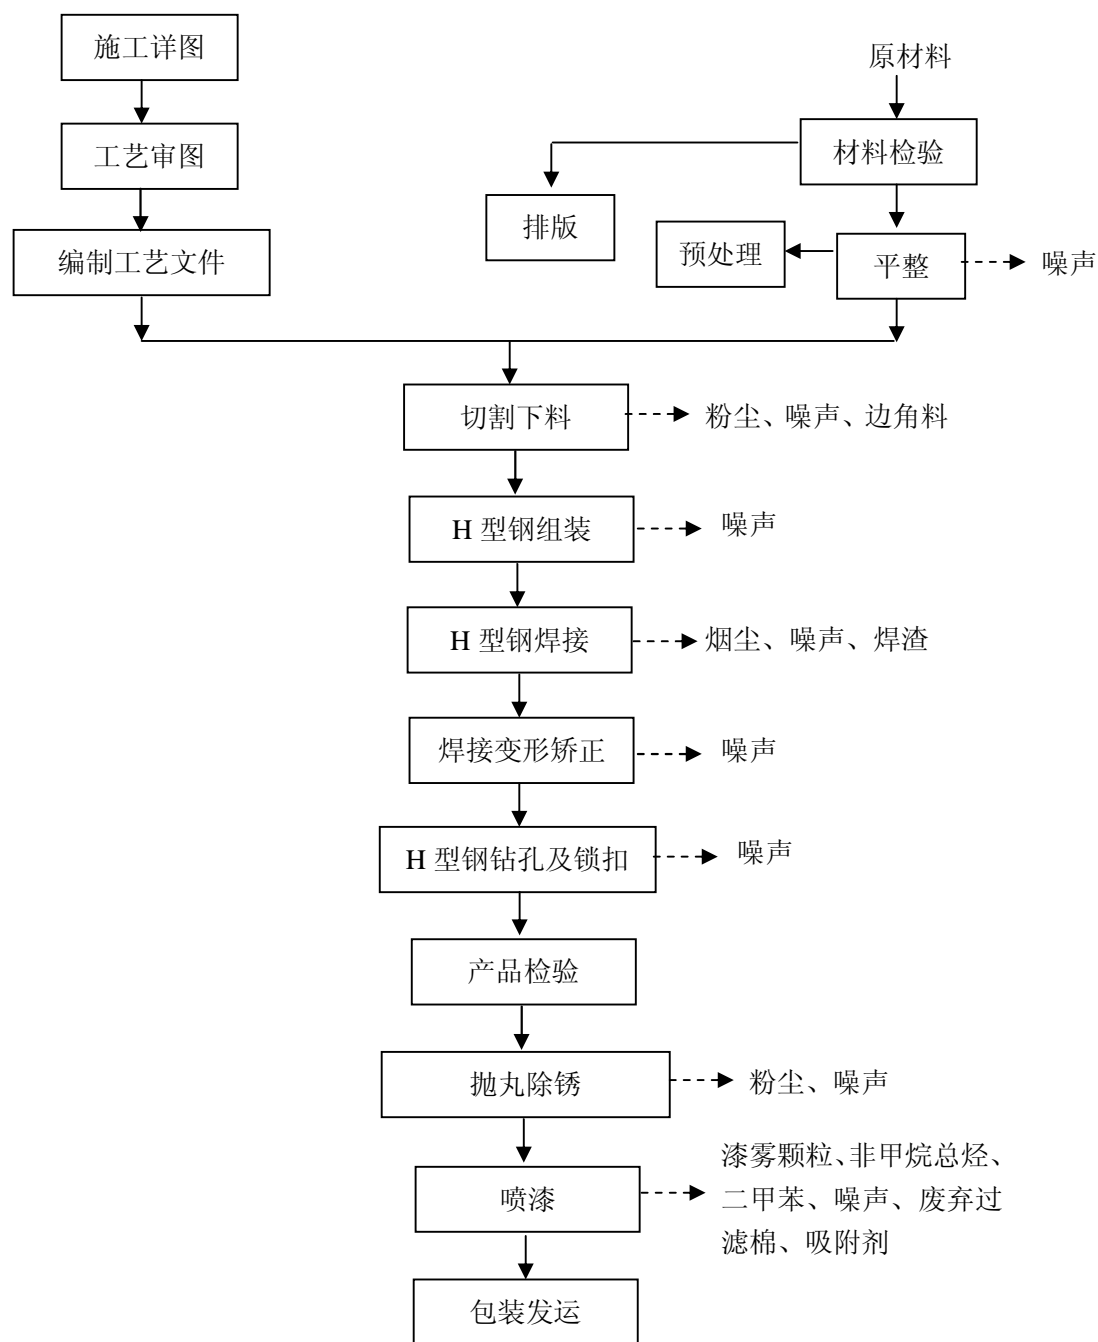 施工详图
原材料
工艺审图
材料检验
排版
预处理
编制工艺文件
平整
噪声
切割下料
粉尘、噪声、边角料
H 型钢组装
噪声
H 型钢焊接
烟尘、噪声、焊渣
焊接变形矫正
噪声
H 型钢钻孔及锁扣
噪声
产品检验
抛丸除锈
粉尘、噪声
喷漆
漆雾颗粒、非甲烷总烃、
二甲苯、噪声、废弃过
滤棉、吸附剂
包装发运